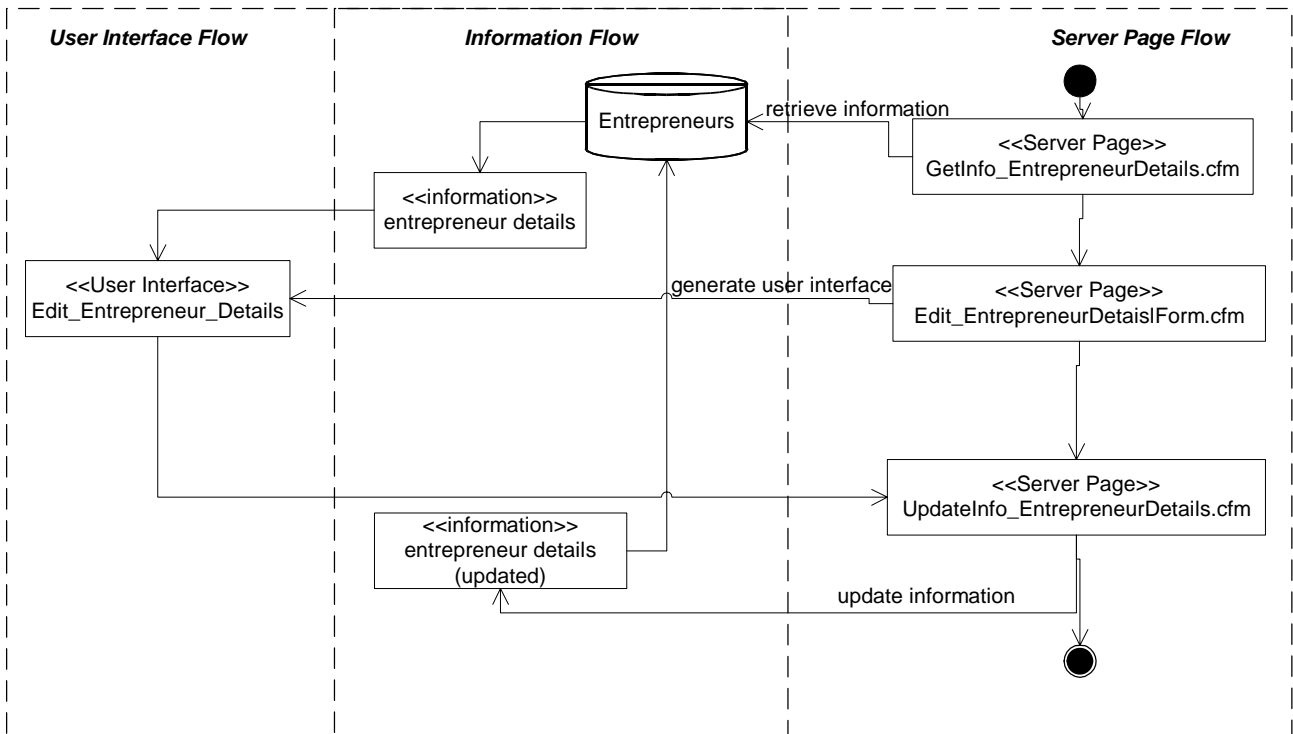 User Interface Flow
Information Flow
Server Page Flow
Entrepreneurs
retrieve information
<<Server Page>>
GetInfo_EntrepreneurDetails.cfm
<<information>>
entrepreneur details
<<User Interface>>
Edit_Entrepreneur_Details
generate user interface
<<Server Page>>
Edit_EntrepreneurDetaislForm.cfm
<<Server Page>>
UpdateInfo_EntrepreneurDetails.cfm
<<information>>
entrepreneur details
(updated)
update information